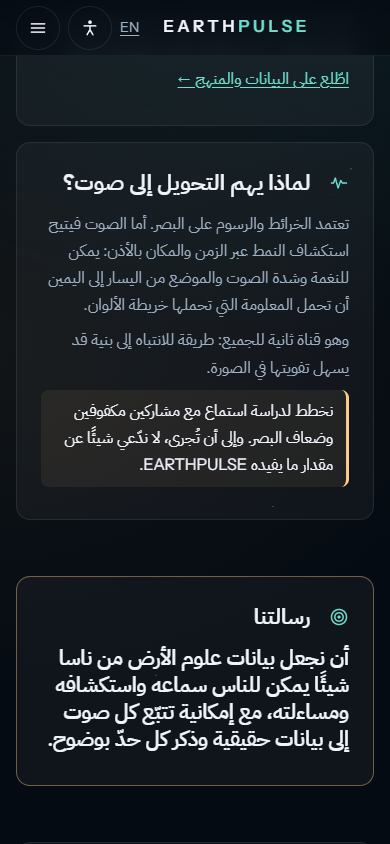 EARTHPULSE
EN
اطّلع على البيانات والمنهج ←
لماذا يهم التحويل إلى صوت؟
تعتمد الخرائط والرسوم على البصر. أما الصوت فيتيح
استكشاف النمط عبر الزمن والمكان بالأذن: يمكن
للنغمة وشدة الصوت والموضع من اليسار إلى اليمين
أن تحمل المعلومة التي تحملها خريطة الألوان.
وهو قناة ثانية للجميع: طريقة للانتباه إلى بنية قد
يسهل تفويتها في الصورة.
نخطط لدراسة استماع مع مشاركين مكفوفين
وضعاف البصر. وإلى أن تُجرى، لا ندّعي شيئًا عن
مقدار ما يفيده EARTHPULSE.
رسالتنا
أن نجعل بيانات علوم الأرض من ناسا
شيئًا يمكن للناس سماعه واستكشافه
ومساءلته، مع إمكانية تتبّع كل صوت
إلى بيانات حقيقية وذكر كل حدّ بوضوح.